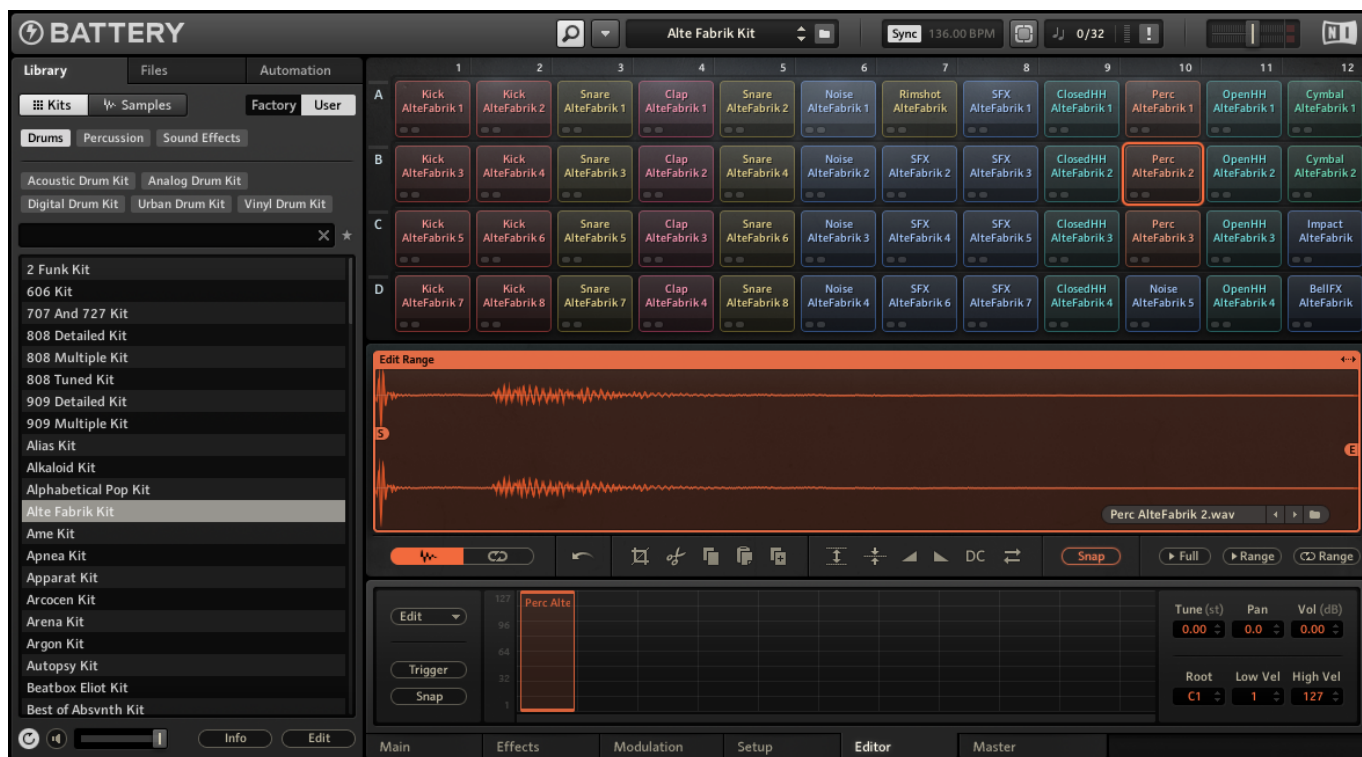 BATTERY
Alte Fabrik Kit
Sync 136.00 BPM
0/32
!
NI
Library Files Automation
Kits Samples Factory User
Drums Percussion Sound Effects
Acoustic Drum Kit Analog Drum Kit
Digital Drum Kit Urban Drum Kit Vinyl Drum Kit
2 Funk Kit
606 Kit
707 And 727 Kit
808 Detailed Kit
808 Multiple Kit
808 Tuned Kit
909 Detailed Kit
909 Multiple Kit
Alias Kit
Alkaloid Kit
Alphabetical Pop Kit
Alte Fabrik Kit
Ame Kit
Apnea Kit
Apparat Kit
Arcocen Kit
Arena Kit
Argon Kit
Autopsy Kit
Beatbox Eliot Kit
Best of Absynth Kit
Info Edit
1 2 3 4 5 6 7 8 9 10 11 12
A Kick Kick Snare Clap Snare Noise Rimshot SFX ClosedHH Perc OpenHH Cymbal
AlteFabrik 1 AlteFabrik 2 AlteFabrik 1 AlteFabrik 1 AlteFabrik 2 AlteFabrik 1 AlteFabrik AlteFabrik 1 AlteFabrik 1 AlteFabrik 1 AlteFabrik 1 AlteFabrik 1
B Kick Kick Snare Clap Snare Noise SFX SFX ClosedHH Perc OpenHH Cymbal
AlteFabrik 3 AlteFabrik 4 AlteFabrik 3 AlteFabrik 2 AlteFabrik 4 AlteFabrik 2 AlteFabrik 2 AlteFabrik 3 AlteFabrik 2 AlteFabrik 2 AlteFabrik 2 AlteFabrik 2
C Kick Kick Snare Clap Snare Noise SFX SFX ClosedHH Perc OpenHH Impact
AlteFabrik 5 AlteFabrik 6 AlteFabrik 5 AlteFabrik 3 AlteFabrik 6 AlteFabrik 3 AlteFabrik 4 AlteFabrik 5 AlteFabrik 3 AlteFabrik 3 AlteFabrik 3 AlteFabrik
D Kick Kick Snare Clap Snare Noise SFX SFX ClosedHH Noise OpenHH BellFX
AlteFabrik 7 AlteFabrik 8 AlteFabrik 7 AlteFabrik 4 AlteFabrik 8 AlteFabrik 4 AlteFabrik 6 AlteFabrik 7 AlteFabrik 4 AlteFabrik 5 AlteFabrik 4 AlteFabrik
Edit Range
S
E
Perc AlteFabrik 2.wav
DC Snap Full Range Range
Edit
Trigger
Snap
127
96
64
32
1
Perc Alte
Tune (st) Pan Vol (dB)
0.00 0.0 0.00
Root Low Vel High Vel
C1 1 127
Main Effects Modulation Setup Editor Master